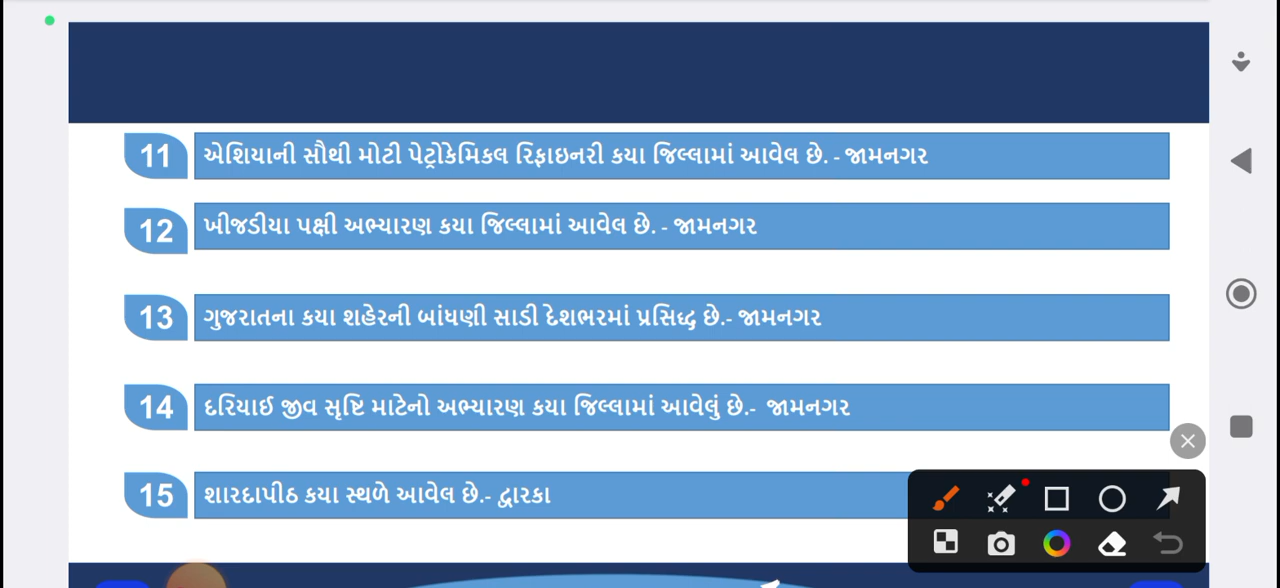 11 એશિયાની સૌથી મોટી પેટ્રોકેમિકલ રિફાઇનરી કયા જિલ્લામાં આવેલ છે. - જામનગર
12 ખીજડીયા પક્ષી અભ્યારણ કયા જિલ્લામાં આવેલ છે. - જામનગર
13 ગુજરાતના કયા શહેરની બાંધણી સાડી દેશભરમાં પ્રસિધ્ધ છે.- જામનગર
14 દરિયાઈ જીવ સૃષ્ટિ માટેનો અભ્યારણ કયા જિલ્લામાં આવેલું છે.- જામનગર
15 શારદાપીઠ કયા સ્થળે આવેલ છે.- દ્વારકા